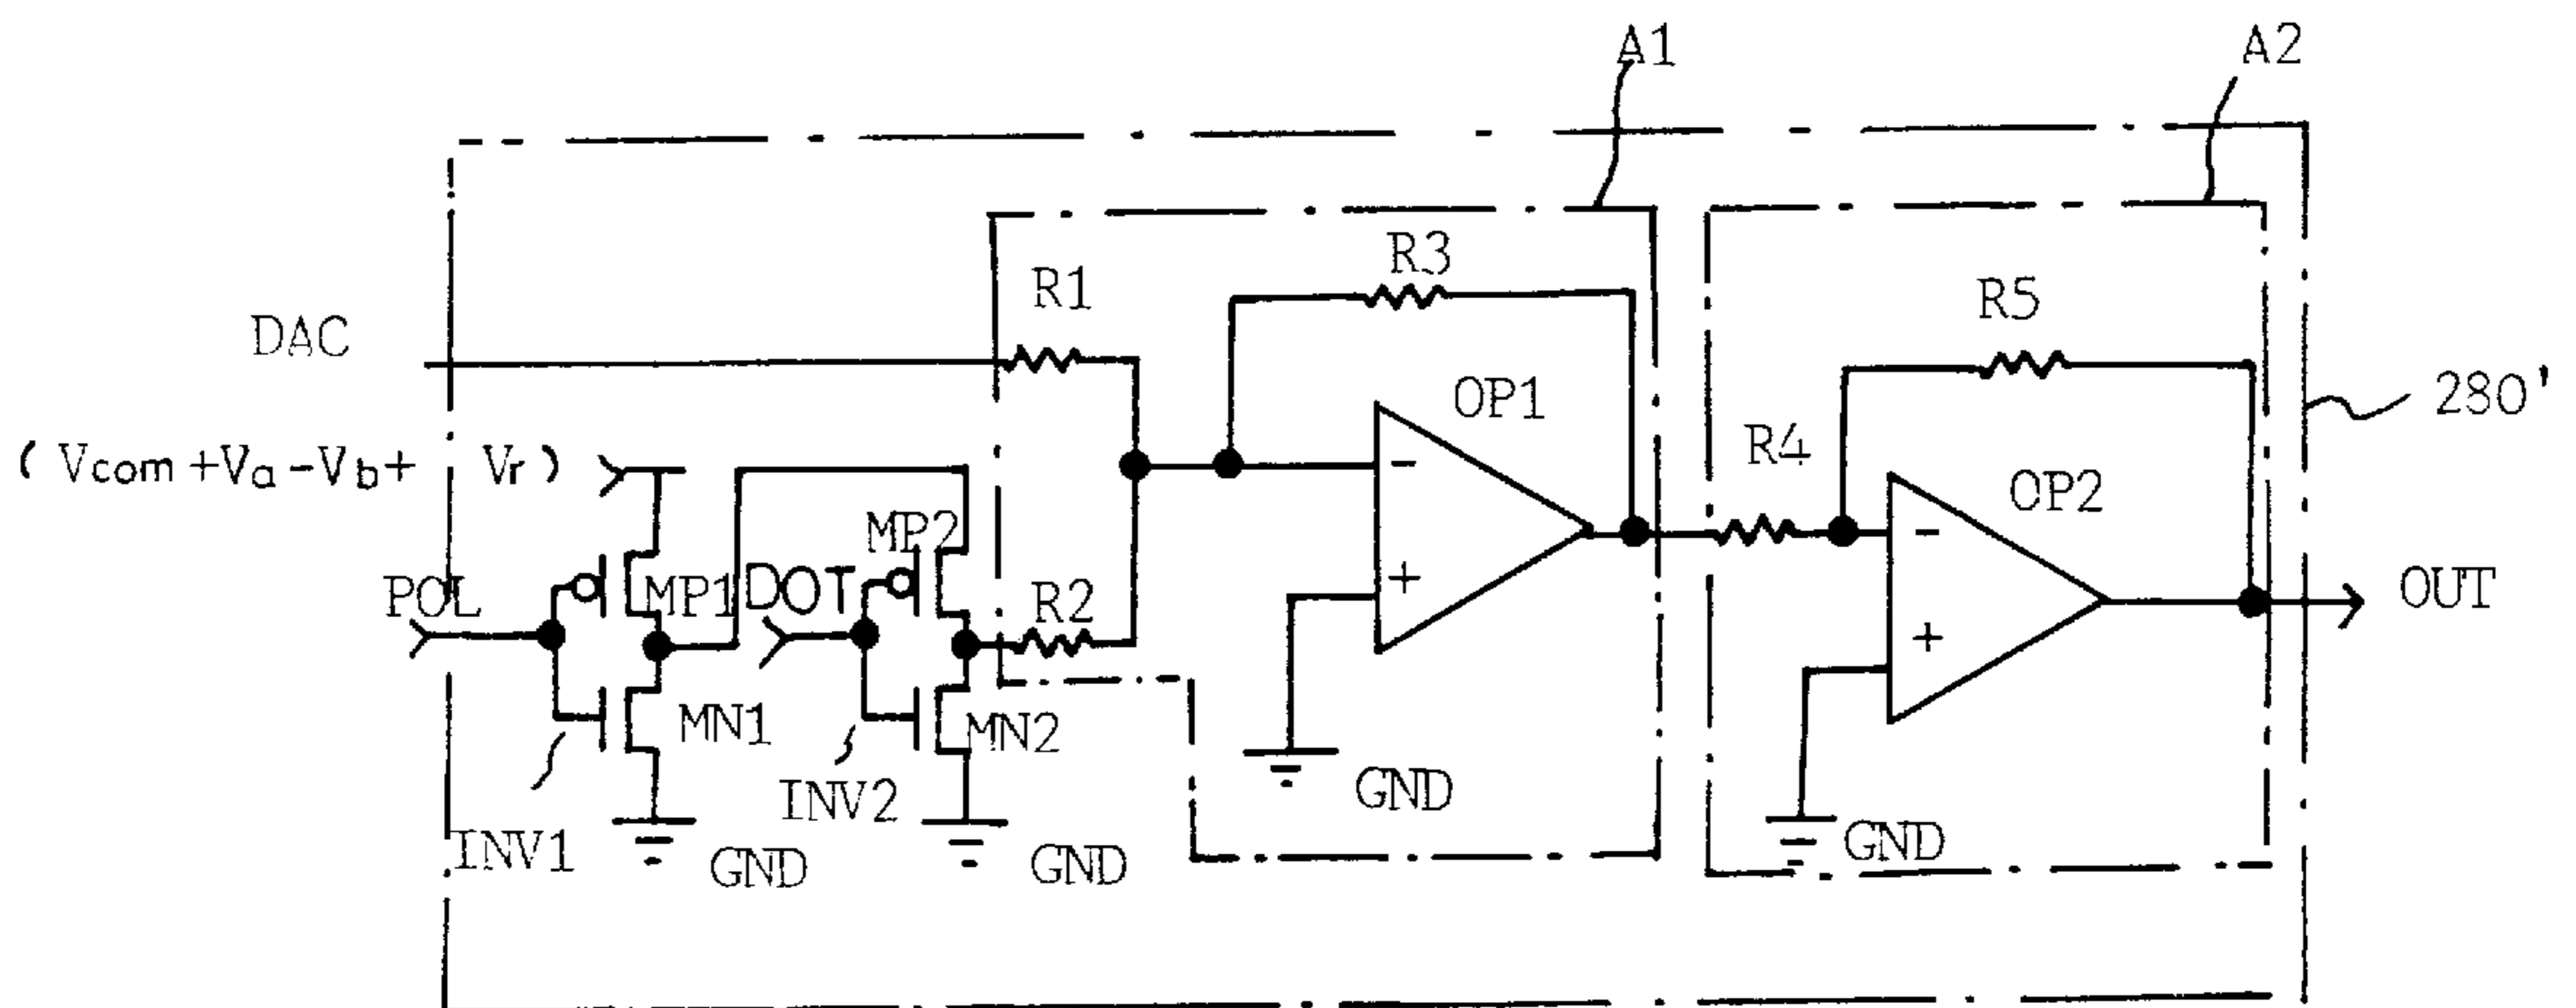 A1
A2
R3
R1
R5
DAC
OP1
280'
R4
( Vcom +Va -Vb+ Vr )
OP2
MP2
POL
MP1
DOT
R2
OUT
-
+
-
+
MN1
MN2
INV2
GND
INV1
GND
GND
GND